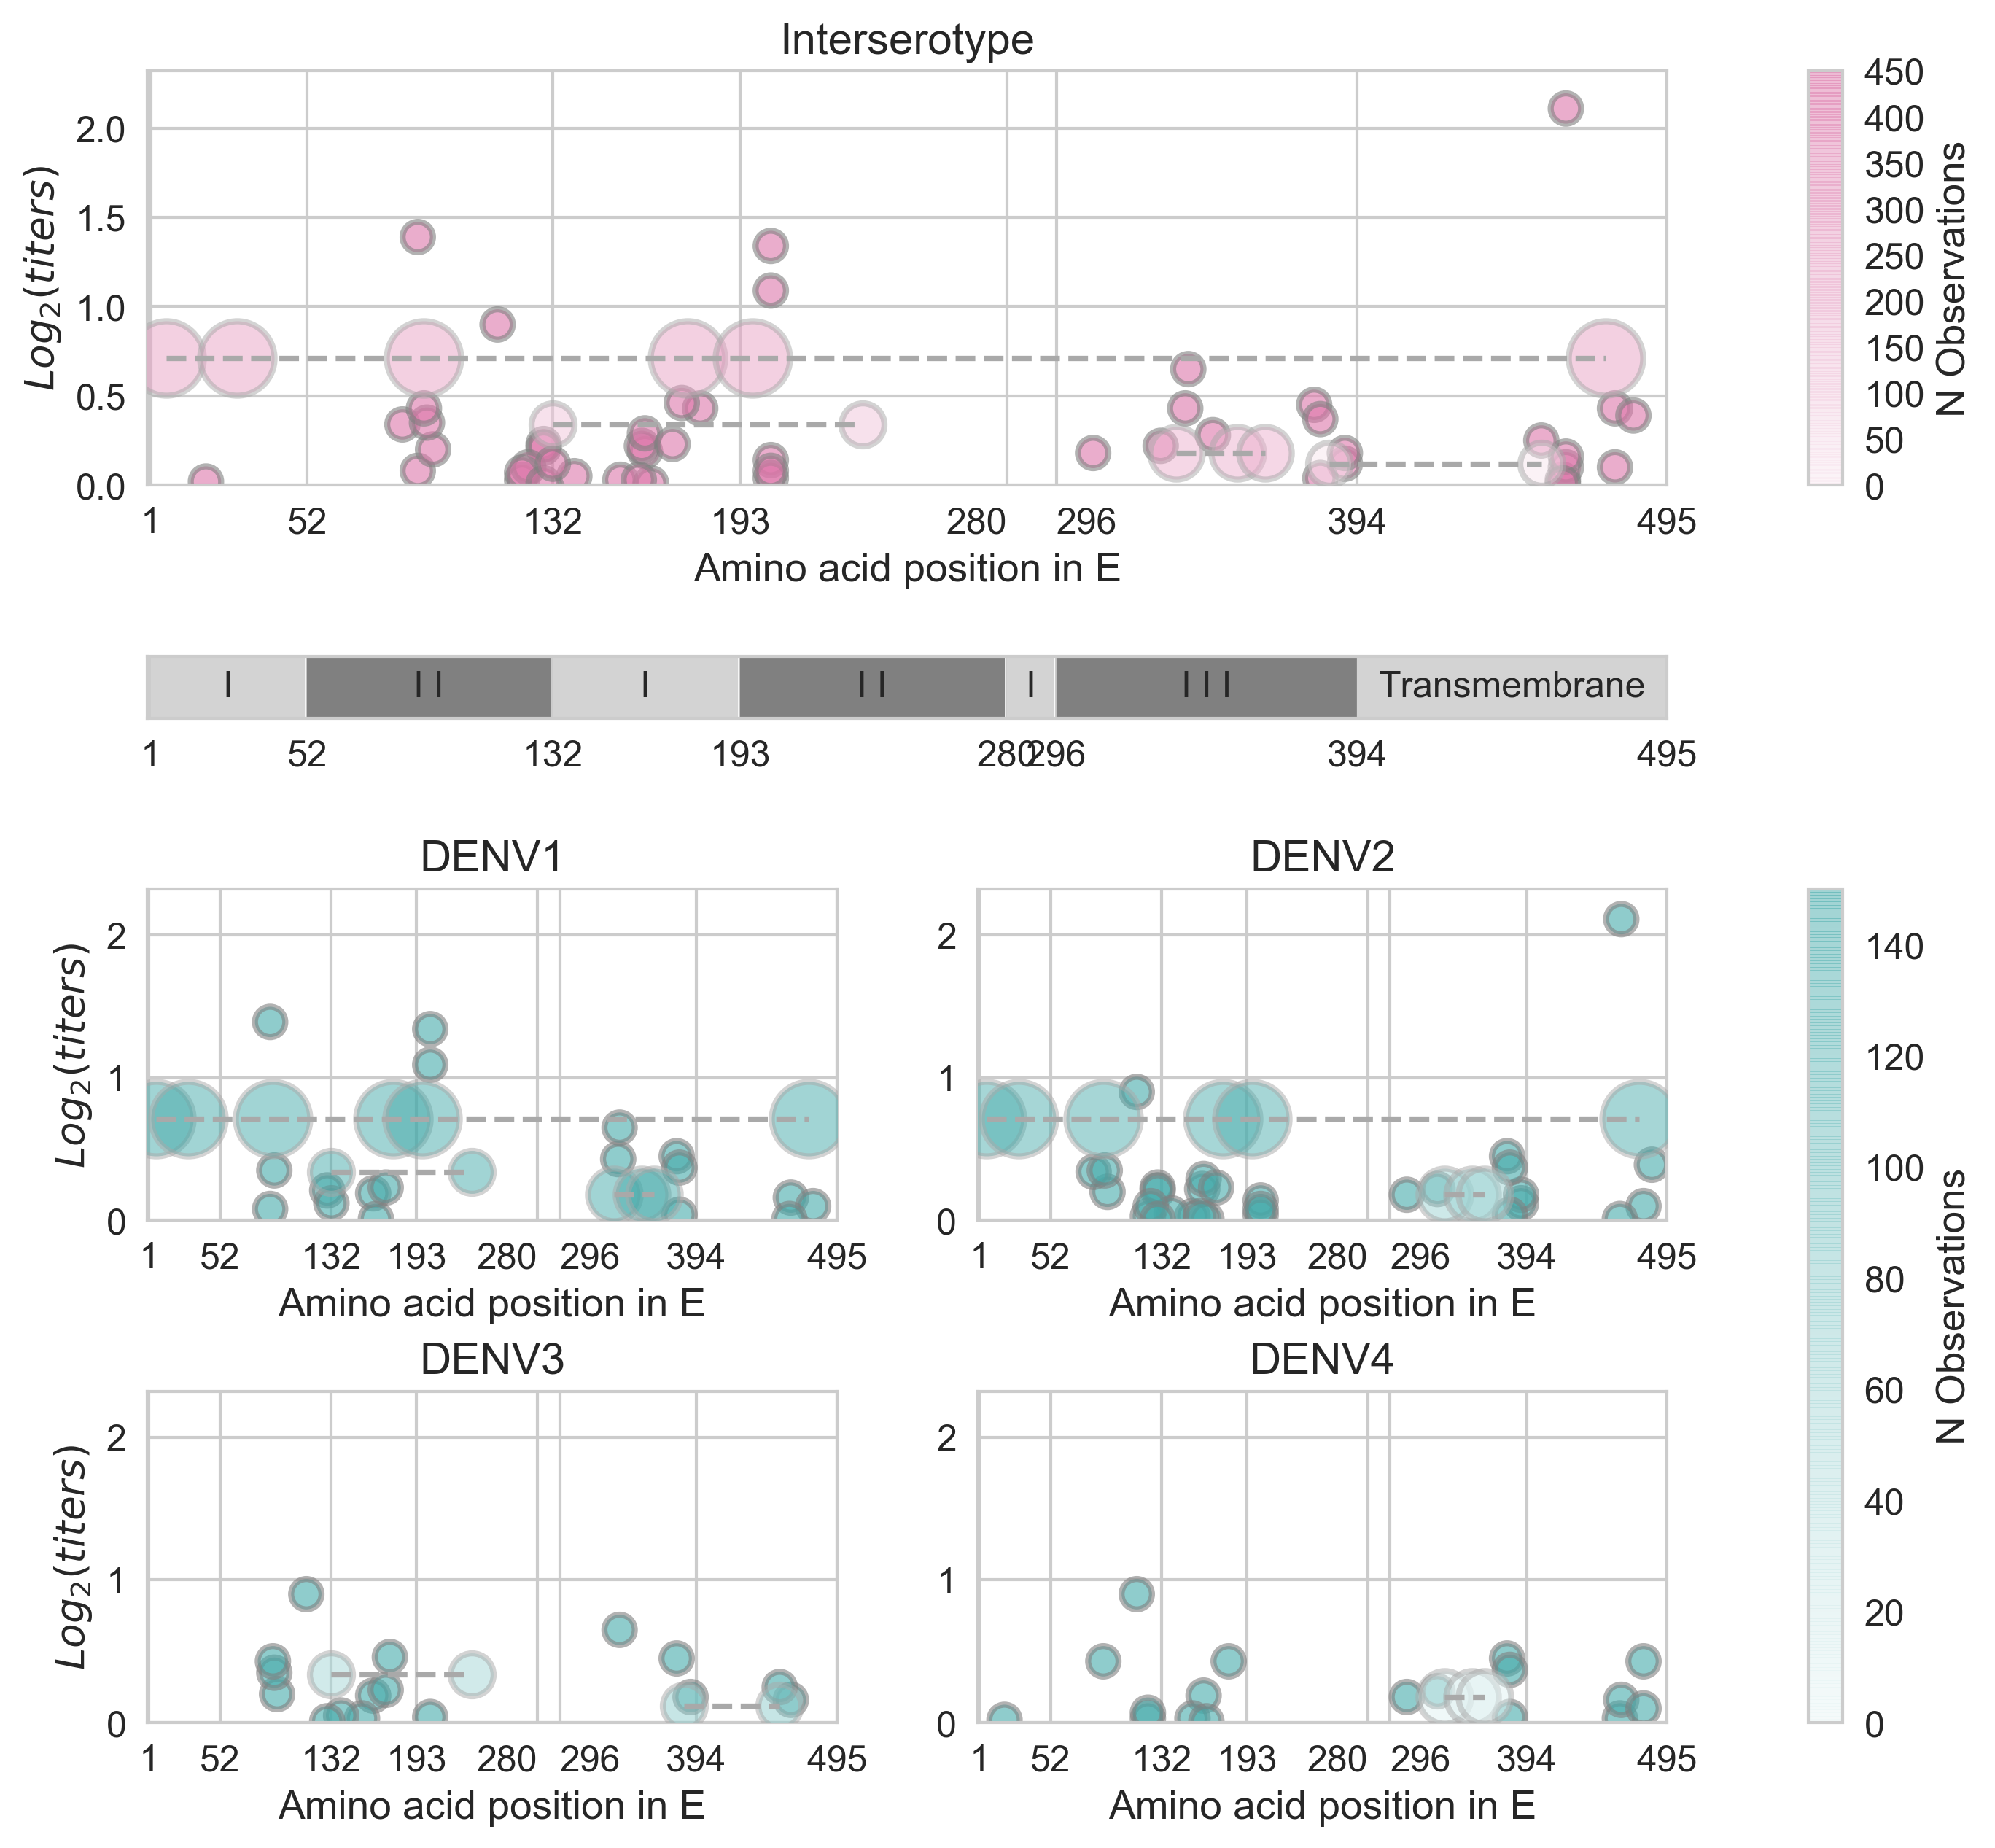 Interserotype
2.0
1.5
1.0
0.5
0.0
Log2(titers)
1 52 132 193 280 296 394 495
Amino acid position in E
450
400
350
300
250
200
150
100
50
0
N Observations
I II I II I III Transmembrane
1 52 132 193 280 296 394 495
DENV1
2
1
0
Log2(titers)
1 52 132 193 280 296 394 495
Amino acid position in E
DENV2
2
1
0
1 52 132 193 280 296 394 495
Amino acid position in E
DENV3
2
1
0
Log2(titers)
1 52 132 193 280 296 394 495
Amino acid position in E
DENV4
2
1
0
1 52 132 193 280 296 394 495
Amino acid position in E
140
120
100
80
60
40
20
0
N Observations